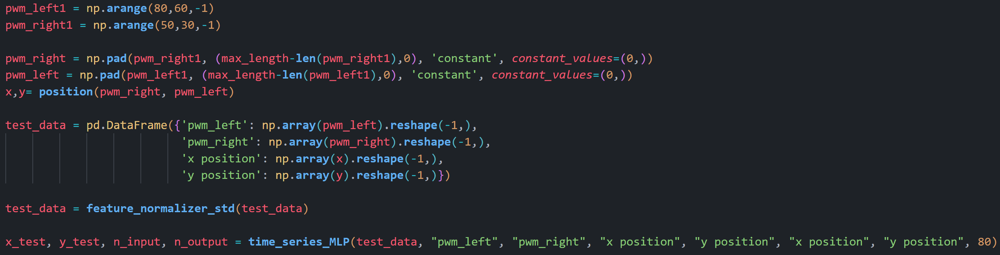 pwm_left1 = np.arange(80,60,-1)
pwm_right1 = np.arange(50,30,-1)
pwm_right = np.pad(pwm_right1, (max_length-len(pwm_right1),0), 'constant', constant_values=(0,))
pwm_left = np.pad(pwm_left1, (max_length-len(pwm_left1),0), 'constant', constant_values=(0,))
x,y= position(pwm_right, pwm_left)
test_data = pd.DataFrame({'pwm_left': np.array(pwm_left).reshape(-1,),
'pwm_right': np.array(pwm_right).reshape(-1,),
'x position': np.array(x).reshape(-1,),
'y position': np.array(y).reshape(-1,)})
test_data = feature_normalizer_std(test_data)
x_test, y_test, n_input, n_output = time_series_MLP(test_data, "pwm_left", "pwm_right", "x position", "y position", "x position", "y position", 80)